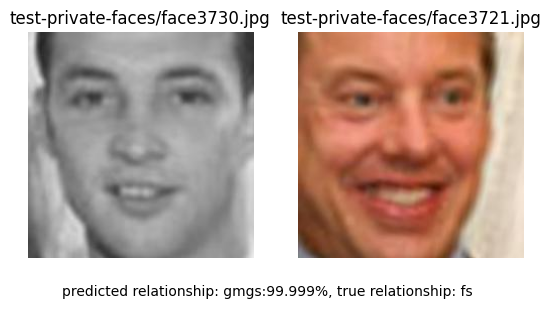 test-private-faces/face3730.jpg
test-private-faces/face3721.jpg
predicted relationship: gmgs:99.999%, true relationship: fs